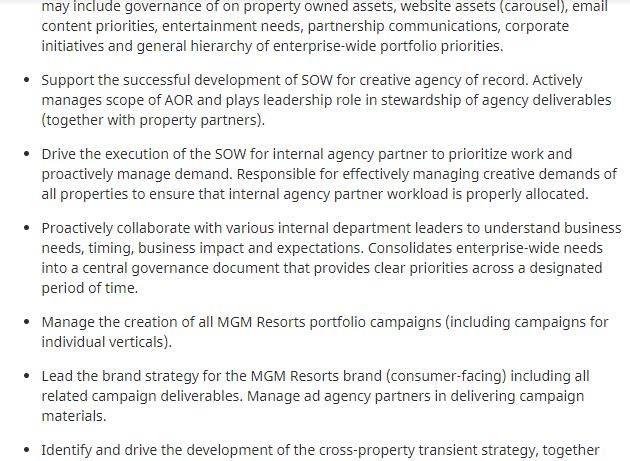 may include governance of on property owned assets, website assets (carousel), email
content priorities, entertainment needs, partnership communications, corporate
initiatives and general hierarchy of enterprise-wide portfolio priorities.
• Support the successful development of SOW for creative agency of record. Actively
manages scope of AOR and plays leadership role in stewardship of agency deliverables
(together with property partners).
• Drive the execution of the SOW for internal agency partner to prioritize work and
proactively manage demand. Responsible for effectively managing creative demands of
all properties to ensure that internal agency partner workload is properly allocated.
• Proactively collaborate with various internal department leaders to understand business
needs, timing, business impact and expectations. Consolidates enterprise-wide needs
into a central governance document that provides clear priorities across a designated
period of time.
• Manage the creation of all MGM Resorts portfolio campaigns (including campaigns for
individual verticals).
• Lead the brand strategy for the MGM Resorts brand (consumer-facing) including all
related campaign deliverables. Manage ad agency partners in delivering campaign
materials.
• Identify and drive the development of the cross-property transient strategy, together